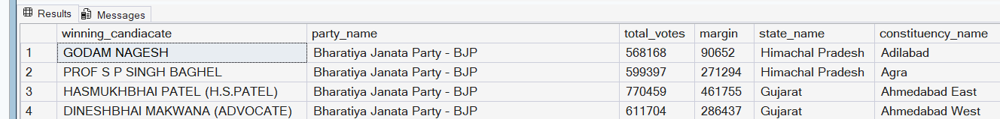 Results Messages
winning_candiacate party_name total_votes margin state_name constituency_name
1 GODAM NAGESH Bharatiya Janata Party - BJP 568168 90652 Himachal Pradesh Adilabad
2 PROF S P SINGH BAGHEL Bharatiya Janata Party - BJP 599397 271294 Himachal Pradesh Agra
3 HASMUKHBHAI PATEL (H.S.PATEL) Bharatiya Janata Party - BJP 770459 461755 Gujarat Ahmedabad East
4 DINESHBHAI MAKWANA (ADVOCATE) Bharatiya Janata Party - BJP 611704 286437 Gujarat Ahmedabad West